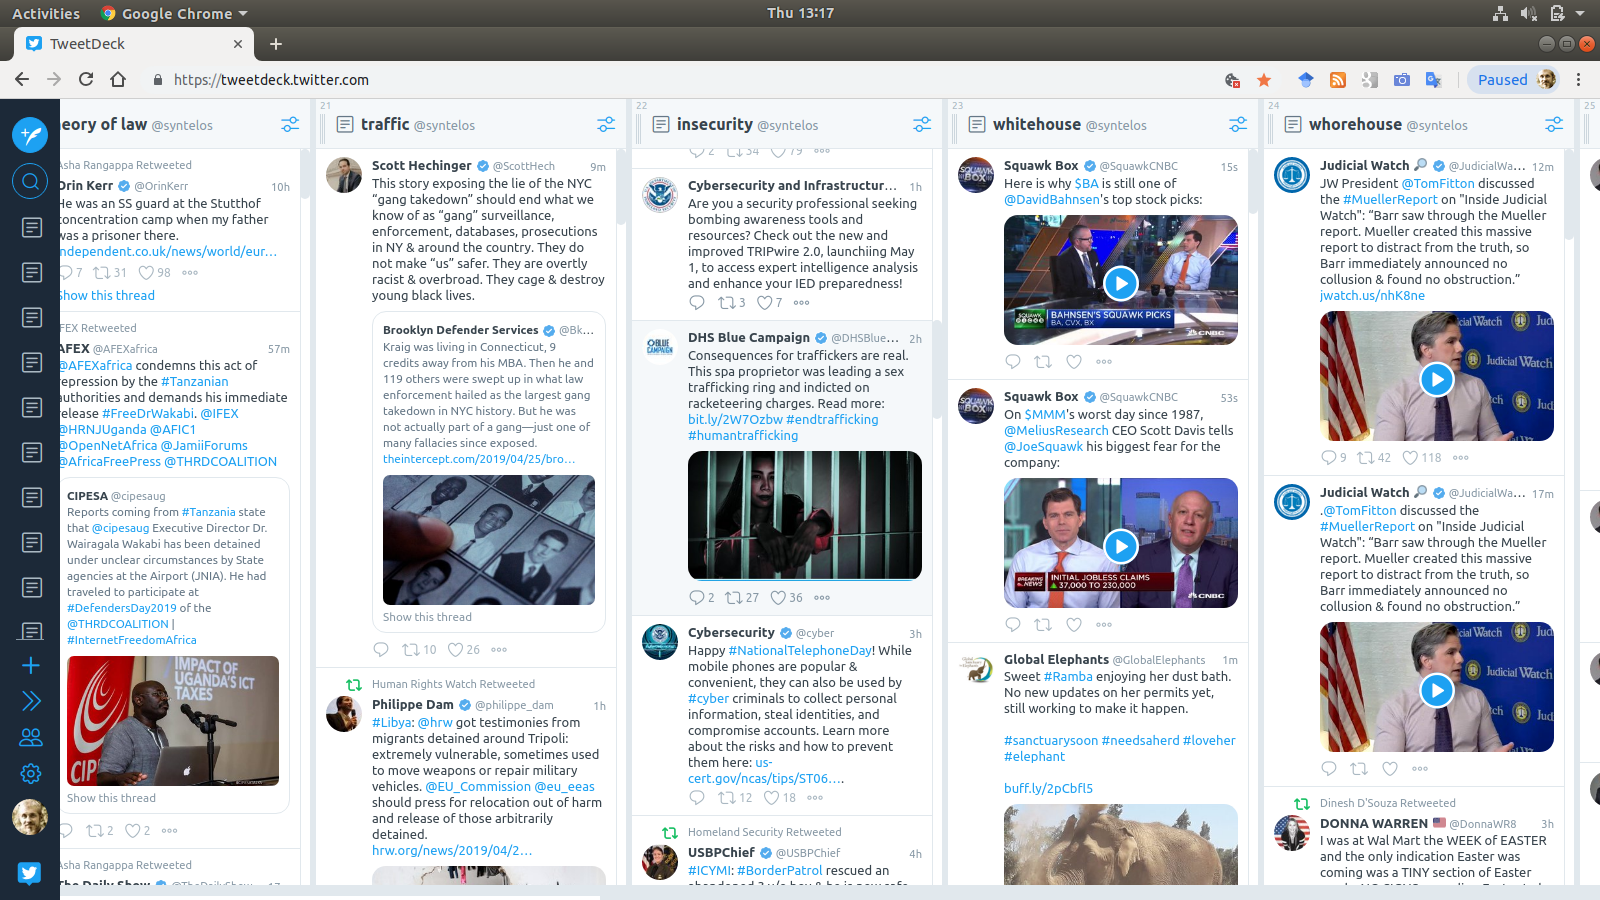 Activities
Google Chrome
Thu 13:17
TweetDeck
https://tweetdeck.twitter.com
Paused
eory of law @syntelos
Asha Rangappa Retweeted
Orin Kerr @OrinKerr 10h
He was an SS guard at the Stutthof
concentration camp when my father
was a prisoner there.
independent.co.uk/news/world/eur…
7 31 98
Show this thread
IFEX Retweeted
AFEX @AFEXafrica 57m
@AFEXafrica condemns this act of
repression by the #Tanzanian
authorities and demands his immediate
release #FreeDrWakabi. @IFEX
@HRNJUganda @AFIC1
@OpenNetAfrica @JamiiForums
@AfricaFreePress @THRDCOALITION
CIPESA @cipesaug
Reports coming from #Tanzania state
that @cipesaug Executive Director Dr.
Wairagala Wakabi has been detained
under unclear circumstances by State
agencies at the Airport (JNIA). He had
traveled to participate at
#DefendersDay2019 of the
@THRDCOALITION |
#InternetFreedomAfrica
IMPACT OF
UGANDA'S ICT
TAXES
CIPESA
Show this thread
2 2
Asha Rangappa Retweeted
The Daily Show @TheDailyShow
21
traffic @syntelos
Scott Hechinger @ScottHech 9m
This story exposing the lie of the NYC
“gang takedown” should end what we
know of as “gang” surveillance,
enforcement, databases, prosecutions
in NY & around the country. They do
not make “us” safer. They are overtly
racist & overbroad. They cage & destroy
young black lives.
Brooklyn Defender Services @Bk…
Kraig was living in Connecticut, 9
credits away from his MBA. Then he and
119 others were swept up in what law
enforcement hailed as the largest gang
takedown in NYC history. But he was
not actually part of a gang—just one of
many fallacies since exposed.
theintercept.com/2019/04/25/bro…
Show this thread
10 26
Human Rights Watch Retweeted
Philippe Dam @philippe_dam 1h
#Libya: @hrw got testimonies from
migrants detained around Tripoli:
extremely vulnerable, sometimes used
to move weapons or repair military
vehicles. @EU_Commission @eu_eeas
should press for relocation out of harm
and release of those arbitrarily
detained.
hrw.org/news/2019/04/2…
22
insecurity @syntelos
2 34 79
Cybersecurity and Infrastructur… 1h
Are you a security professional seeking
bombing awareness tools and
resources? Check out the new and
improved TRIPwire 2.0, launchiing May
1, to access expert intelligence analysis
and enhance your IED preparedness!
3 7
BLUE
CAMPAIGN
DHS Blue Campaign @DHSBlue… 2h
Consequences for traffickers are real.
This spa proprietor was leading a sex
trafficking ring and indicted on
racketeering charges. Read more:
bit.ly/2W7Ozbw #endtrafficking
#humantrafficking
2 27 36
Cybersecurity @cyber 3h
Happy #NationalTelephoneDay! While
mobile phones are popular &
convenient, they can also be used by
#cyber criminals to collect personal
information, steal identities, and
compromise accounts. Learn more
about the risks and how to prevent
them here: us-
cert.gov/ncas/tips/ST06….
12 18
Homeland Security Retweeted
USBPChief @USBPChief 4h
#ICYMI: #BorderPatrol rescued an
23
whitehouse @syntelos
SQUAWK
BOX
Squawk Box @SquawkCNBC 15s
Here is why $BA is still one of
@DavidBahnsen's top stock picks:
SQUAWK
BAHNSEN'S SQUAWK PICKS
BA, CVX, BX
CNBC
SQUAWK
BOX
Squawk Box @SquawkCNBC 53s
On $MMM's worst day since 1987,
@MeliusResearch CEO Scott Davis tells
@JoeSquawk his biggest fear for the
company:
BREAKING
NEWS
INITIAL JOBLESS CLAIMS
▲ 37,000 TO 230,000
CNBC
Global Elephants @GlobalElephants 1m
Sweet #Ramba enjoying her dust bath.
No new updates on her permits yet,
still working to make it happen.
#sanctuarysoon #needsaherd #loveher
#elephant
buff.ly/2pCbfl5
24
whorehouse @syntelos
Judicial Watch @JudicialWa… 12m
JW President @TomFitton discussed
the #MuellerReport on "Inside Judicial
Watch": “Barr saw through the Mueller
report. Mueller created this massive
report to distract from the truth, so
Barr immediately announced no
collusion & found no obstruction.”
jwatch.us/nhK8ne
9 42 118
Judicial Watch @JudicialWa… 17m
.@TomFitton discussed the
#MuellerReport on "Inside Judicial
Watch": “Barr saw through the Mueller
report. Mueller created this massive
report to distract from the truth, so
Barr immediately announced no
collusion & found no obstruction.”
Dinesh D'Souza Retweeted
DONNA WARREN @DonnaWR8 3h
I was at Wal Mart the WEEK of EASTER
and the only indication Easter was
coming was a TINY section of Easter
25